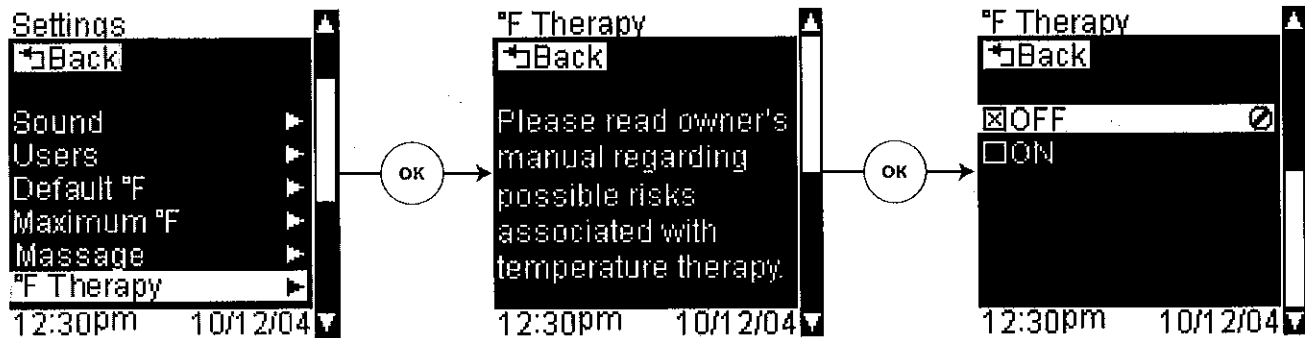 Settings
Back
Sound
Users
Default °F
Maximum °F
Massage
°F Therapy
12:30pm 10/12/04
OK
°F Therapy
Back
Please read owner's
manual regarding
possible risks
associated with
temperature therapy.
12:30pm 10/12/04
OK
°F Therapy
Back
OFF
ON
12:30pm 10/12/04